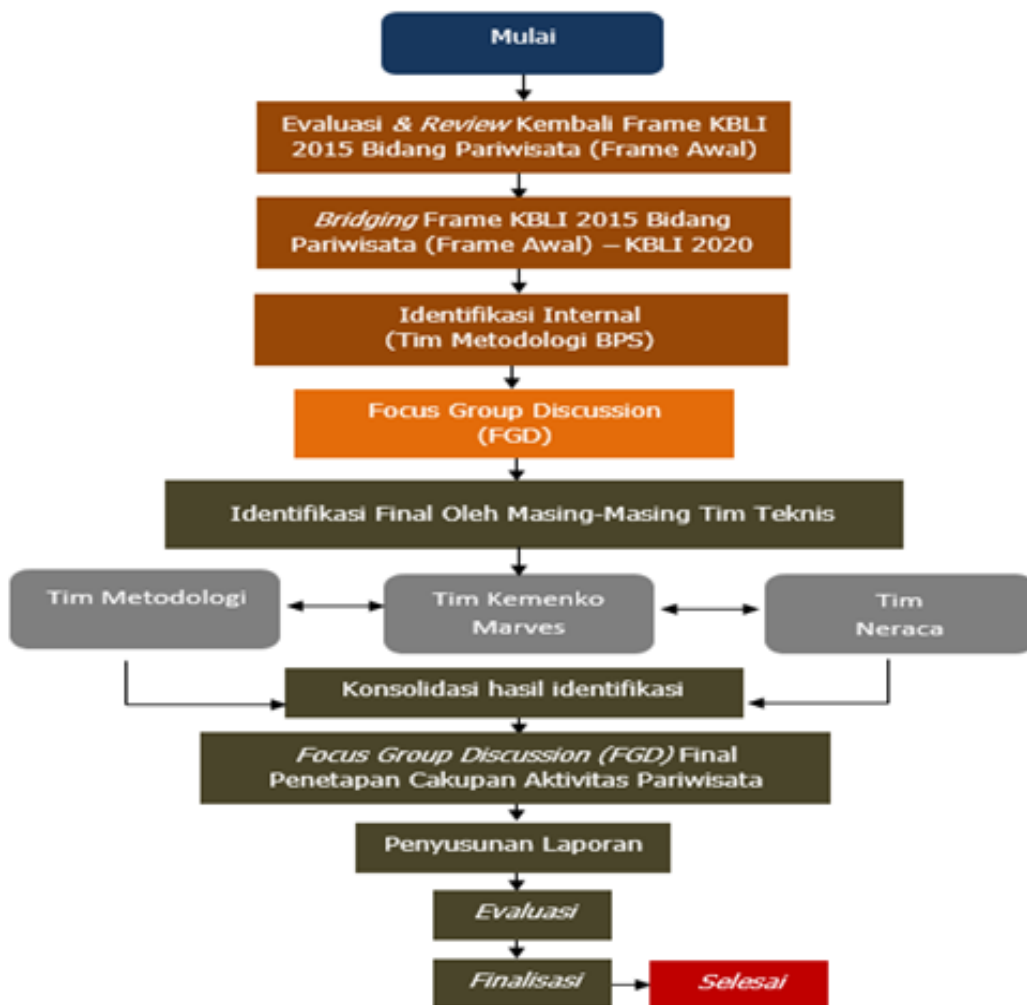 Mulai
Evaluasi & Review Kembali Frame KBLI
2015 Bidang Pariwisata (Frame Awal)
Bridging Frame KBLI 2015 Bidang
Pariwisata (Frame Awal) – KBLI 2020
Identifikasi Internal
(Tim Metodologi BPS)
Focus Group Discussion
(FGD)
Identifikasi Final Oleh Masing-Masing Tim Teknis
Tim Metodologi
Tim Kemenko
Marves
Tim
Neraca
Konsolidasi hasil identifikasi
Focus Group Discussion (FGD) Final
Penetapan Cakupan Aktivitas Pariwisata
Penyusunan Laporan
Evaluasi
Finalisasi
Selesai